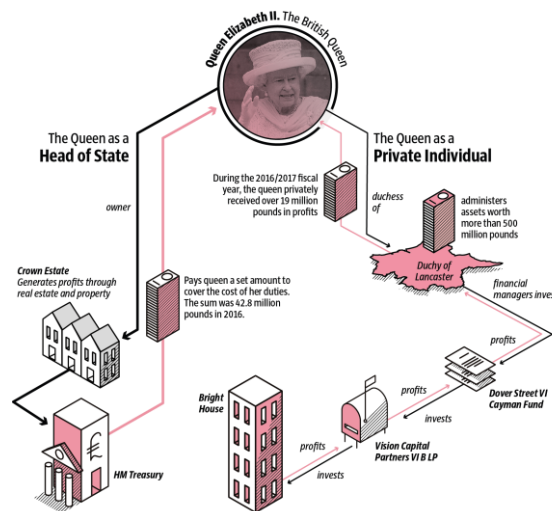 Queen Elizabeth II. The British Queen
The Queen as a
Head of State
The Queen as a
Private Individual
During the 2016/2017 fiscal
year, the queen privately
received over 19 million
pounds in profits
duchess
of
administers
assets worth
more than 500
million pounds
owner
Duchy of
Lancaster
Crown Estate
Generates profits through
real estate and property
Pays queen a set amount to
cover the cost of her duties.
The sum was 42.8 million
pounds in 2016.
financial
managers inves
profits
Dover Street VI
Cayman Fund
Bright
House
profits
invests
profits
invests
Vision Capital
Partners VI B LP
£
HM Treasury